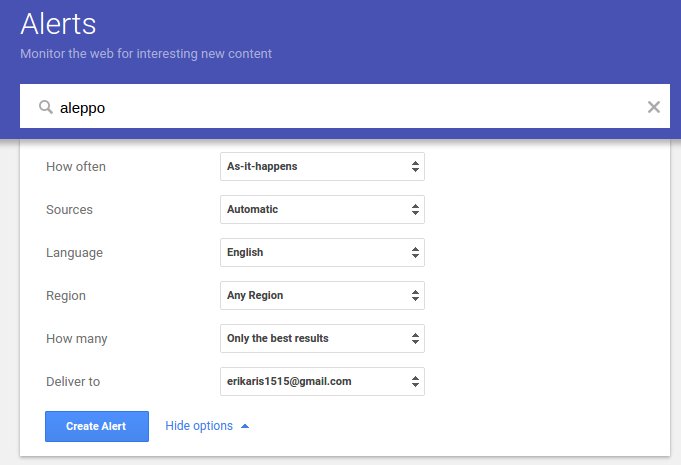 Alerts
Monitor the web for interesting new content
aleppo
How often As-it-happens
Sources Automatic
Language English
Region Any Region
How many Only the best results
Deliver to erikaris1515@gmail.com
Create Alert Hide options